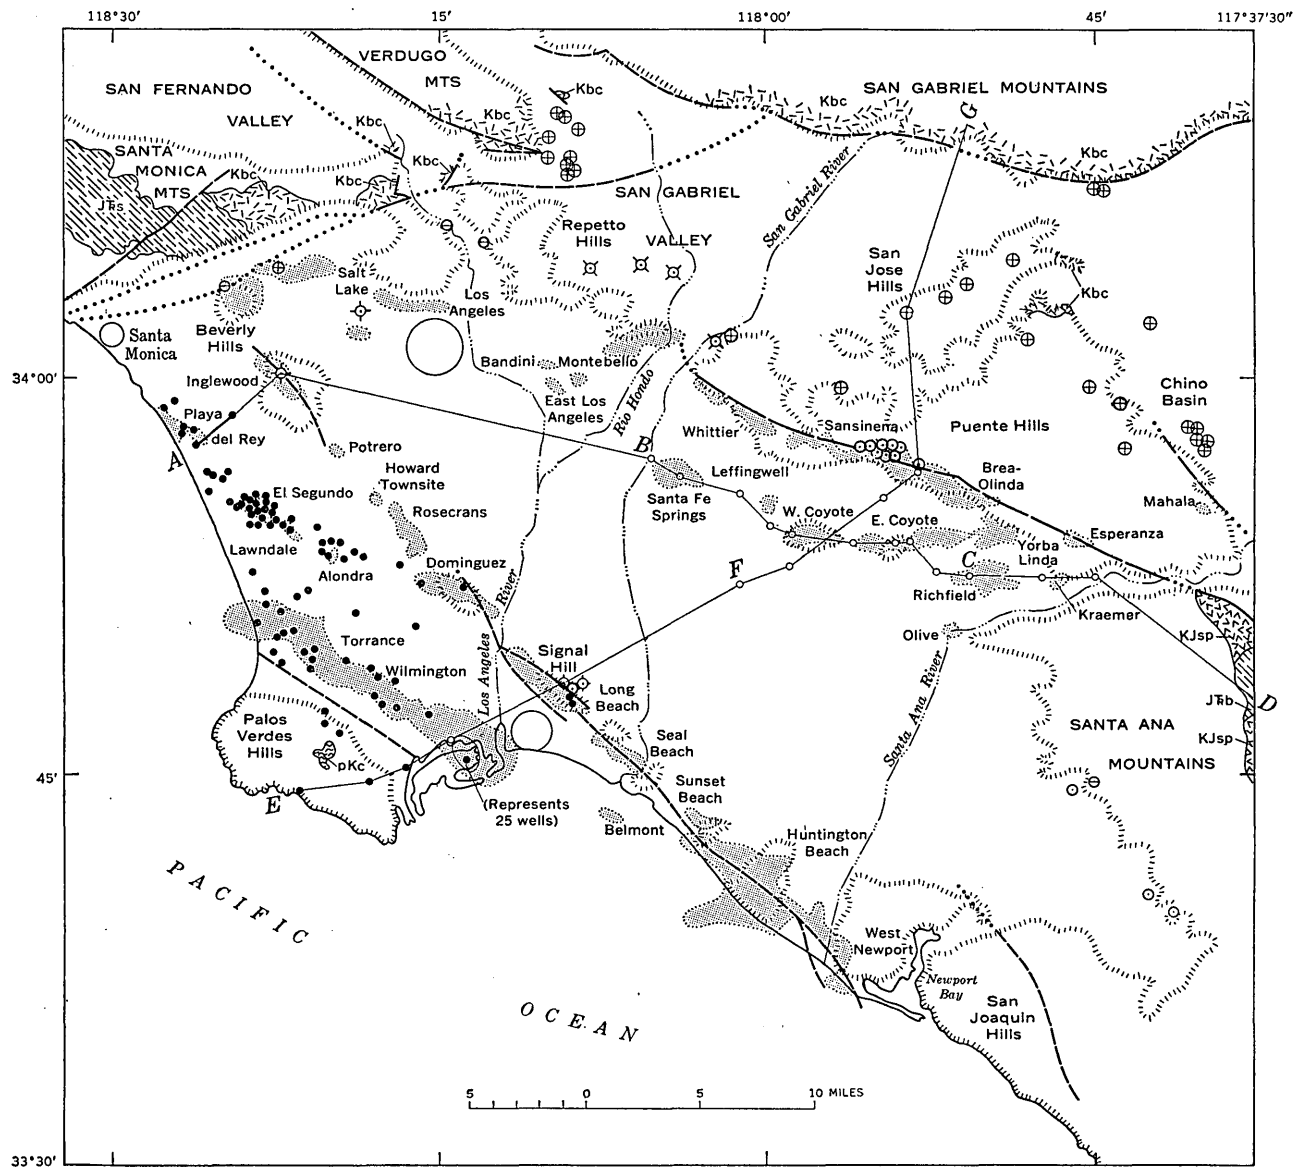 118°30′
15′
118°00′
45′
117°37′30″
VERDUGO
MTS
SAN FERNANDO
VALLEY
SAN GABRIEL MOUNTAINS
Kbc
Kbc
Kbc
G
Kbc
Kbc
Kbc
SANTA
MONICA
MTS
Kbc
Kbc
SAN GABRIEL
VALLEY
San Gabriel River
Repetto
Hills
San
Jose
Hills
Kbc
Salt
Lake
Los
Angeles
Santa
Monica
Beverly
Hills
34°00′
Inglewood
Bandini
Montebello
East Los
Angeles
Rio Hondo
Chino
Basin
Playa
del Rey
A
Potrero
B
Whittier
Sansinena
Puente Hills
Howard
Townsite
Leffingwell
Brea-
Olinda
El Segundo
Rosecrans
Santa Fe
Springs
W. Coyote
E. Coyote
Mahala
Lawndale
Alondra
Dominguez
F
C
Yorba
Linda
Esperanza
Richfield
Kraemer
River
Olive
KJsp
Torrance
Wilmington
Signal
Hill
Long
Beach
Los Angeles
Santa Ana River
D
Palos
Verdes
Hills
pKc
Seal
Beach
SANTA ANA
MOUNTAINS
KJsp
45′
E
Sunset
Beach
(Represents
25 wells)
Belmont
Huntington
Beach
PACIFIC
West
Newport
Newport
Bay
San
Joaquin
Hills
OCEAN
5 0 5 10 MILES
33°30′